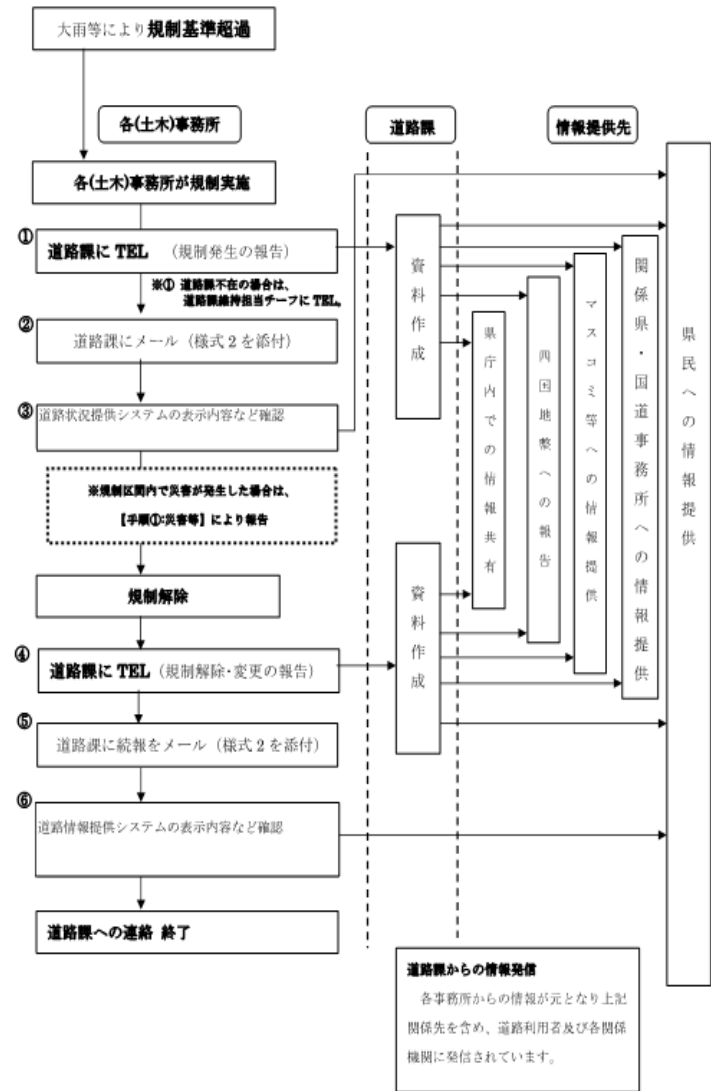 大雨等により規制基準超過
各(土木)事務所
道路課
情報提供先
各(土木)事務所が規制実施
①
道路課に TEL （規制発生の報告）
※① 道路課不在の場合は、
道路課維持担当チーフに TEL。
②
道路課にメール（様式 2 を添付）
③
道路状況提供システムの表示内容など確認
※規制区間内で災害が発生した場合は、
【手順①:災害等】により報告
規制解除
④
道路課に TEL（規制解除・変更の報告）
⑤
道路課に続報をメール（様式 2 を添付）
⑥
道路情報提供システムの表示内容など確認
道路課への連絡 終了
資料作成
資料作成
県庁内での情報共有
四国地整への報告
マスコミ等への情報提供
関係県・国道事務所への情報提供
県民への情報提供
道路課からの情報発信
各事務所からの情報が元となり上記
関係先を含め、道路利用者及び各関係
機関に発信されています。